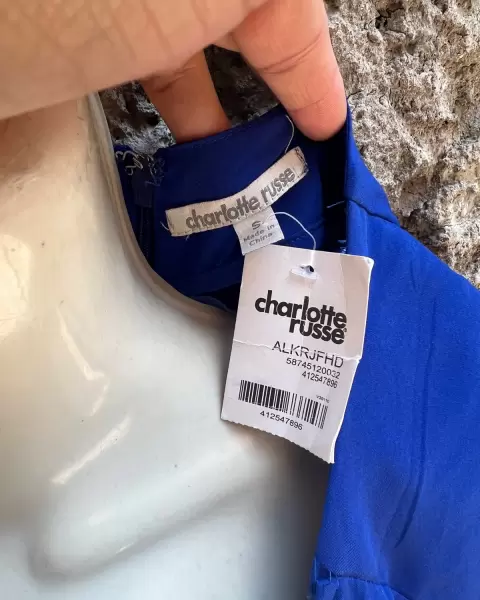 charlotte russe
S
Made in
China
charlotte
russe
ALKRJFHD
58745120032
412547896
412547896